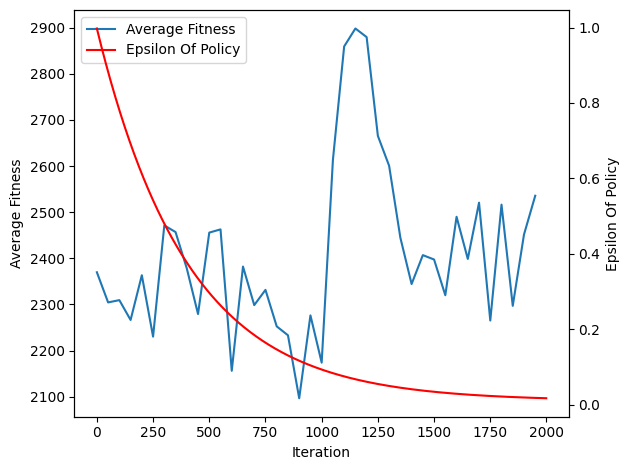 Average Fitness
Epsilon Of Policy
2900
2800
2700
2600
2500
2400
2300
2200
2100
Average Fitness
1.0
0.8
0.6
0.4
0.2
0.0
Epsilon Of Policy
0 250 500 750 1000 1250 1500 1750 2000
Iteration